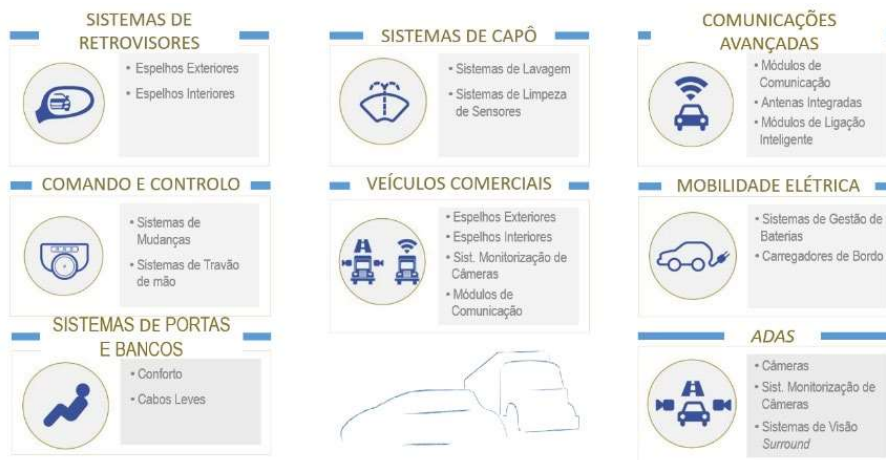 SISTEMAS DE
RETROVISORES
• Espelhos Exteriores
• Espelhos Interiores
SISTEMAS DE CAPÔ
• Sistemas de Lavagem
• Sistemas de Limpeza
de Sensores
COMUNICAÇÕES
AVANÇADAS
• Módulos de
Comunicação
• Antenas Integradas
• Módulos de Ligação
Inteligente
COMANDO E CONTROLO
• Sistemas de
Mudanças
• Sistemas de Travão
de mão
VEÍCULOS COMERCIAIS
• Espelhos Exteriores
• Espelhos Interiores
• Sist. Monitorização de
Câmeras
• Módulos de
Comunicação
MOBILIDADE ELÉTRICA
• Sistemas de Gestão de
Baterias
• Carregadores de Bordo
SISTEMAS DE PORTAS
E BANCOS
• Conforto
• Cabos Leves
ADAS
• Câmeras
• Sist. Monitorização de
Câmeras
• Sistemas de Visão
Surround